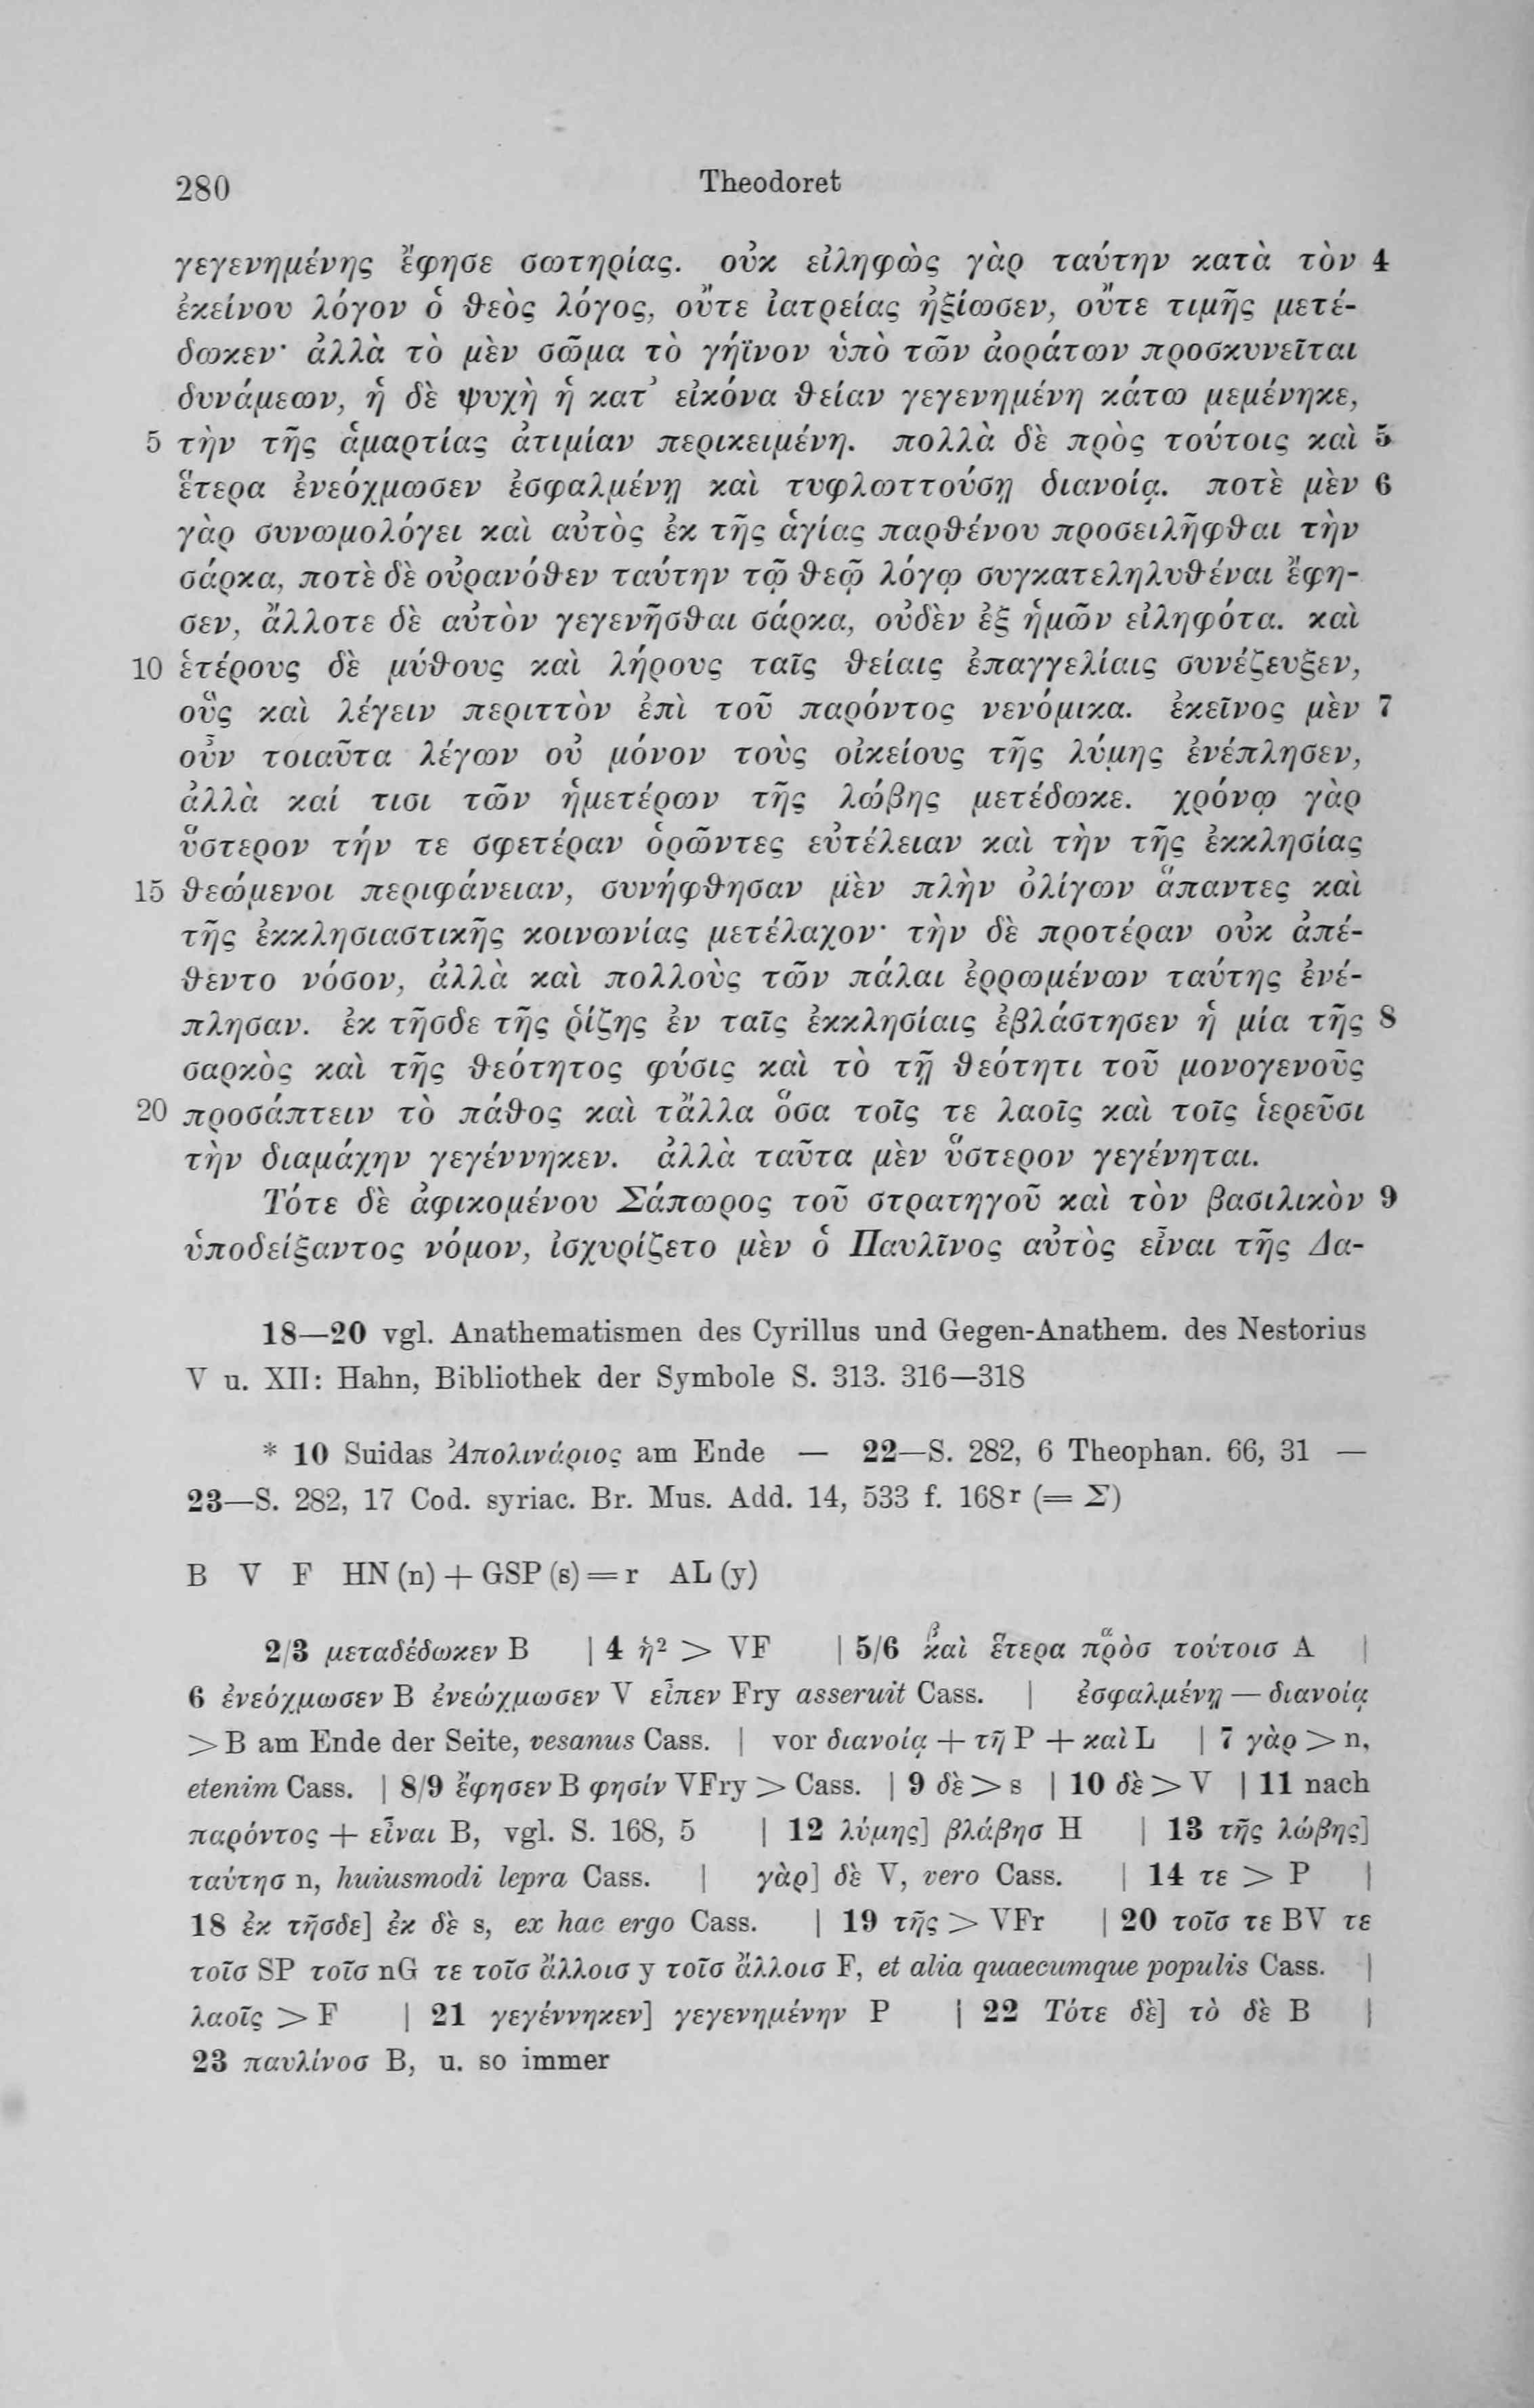 280 Theodoret
γεγενημένης ἔφησε σωτηρίας. οὐκ εἰληφὼς γὰρ ταύτην κατὰ τὸν 4
ἐκείνου λόγον ὁ θεὸς λόγος, οὔτε ἰατρείας ἠξίωσεν, οὔτε τιμῆς μετέ-
δωκεν· ἀλλὰ τὸ μὲν σῶμα τὸ γήϊνον ὑπὸ τῶν ἀοράτων προσκυνεῖται
δυνάμεων, ἡ δὲ ψυχὴ ἡ κατ᾽ εἰκόνα θείαν γεγενημένη κάτω μεμένηκε,
5 τὴν τῆς ἁμαρτίας ἀτιμίαν περικειμένη. πολλὰ δὲ πρὸς τούτοις καὶ 5
ἕτερα ἐνεόχμωσεν ἐσφαλμένῃ καὶ τυφλωττούσῃ διανοίᾳ. ποτὲ μὲν 6
γὰρ συνωμολόγει καὶ αὐτὸς ἐκ τῆς ἁγίας παρθένου προσειλῆφθαι τὴν
σάρκα, ποτὲ δὲ οὐρανόθεν ταύτην τῷ θεῷ λόγῳ συγκατεληλυθέναι ἔφη-
σεν, ἄλλοτε δὲ αὐτὸν γεγενῆσθαι σάρκα, οὐδὲν ἐξ ἡμῶν εἰληφότα. καὶ
10 ἑτέρους δὲ μύθους καὶ λήρους ταῖς θείαις ἐπαγγελίαις συνέζευξεν,
οὓς καὶ λέγειν περιττὸν ἐπὶ τοῦ παρόντος νενόμικα. ἐκεῖνος μὲν 7
οὖν τοιαῦτα λέγων οὐ μόνον τοὺς οἰκείους τῆς λύμης ἐνέπλησεν,
ἀλλὰ καί τισι τῶν ἡμετέρων τῆς λώβης μετέδωκε. χρόνῳ γὰρ
ὕστερον τήν τε σφετέραν ὁρῶντες εὐτέλειαν καὶ τὴν τῆς ἐκκλησίας
15 θεώμενοι περιφάνειαν, συνήφθησαν μὲν πλὴν ὀλίγων ἅπαντες καὶ
τῆς ἐκκλησιαστικῆς κοινωνίας μετέλαχον· τὴν δὲ προτέραν οὐκ ἀπέ-
θεντο νόσον, ἀλλὰ καὶ πολλοὺς τῶν πάλαι ἐρρωμένων ταύτης ἐνέ-
πλησαν. ἐκ τῆσδε τῆς ῥίζης ἐν ταῖς ἐκκλησίαις ἐβλάστησεν ἡ μία τῆς 8
σαρκὸς καὶ τῆς θεότητος φύσις καὶ τὸ τῇ θεότητι τοῦ μονογενοῦς
20 προσάπτειν τὸ πάθος καὶ τἄλλα ὅσα τοῖς τε λαοῖς καὶ τοῖς ἱερεῦσι
τὴν διαμάχην γεγέννηκεν. ἀλλὰ ταῦτα μὲν ὕστερον γεγένηται.
Τότε δὲ ἀφικομένου Σάπωρος τοῦ στρατηγοῦ καὶ τὸν βασιλικὸν 9
ὑποδείξαντος νόμον, ἰσχυρίζετο μὲν ὁ Παυλῖνος αὐτὸς εἶναι τῆς Δα-
18—20 vgl. Anathematismen des Cyrillus und Gegen-Anathem. des Nestorius
V u. XII: Hahn, Bibliothek der Symbole S. 313. 316—318
* 10 Suidas Ἀπολινάριος am Ende — 22—S. 282, 6 Theophan. 66, 31 —
23—S. 282, 17 Cod. syriac. Br. Mus. Add. 14, 533 f. 168r (= Σ)
B V F HN (n) + GSP (s) = r AL (y)
2/3 μεταδέδωκεν B | 4 ἡ2 > VF | 5/6 β καὶ ἕτερα α πρὸσ τούτοισ A |
6 ἐνεόχμωσεν B ἐνεώχμωσεν V εἶπεν Fry asseruit Cass. | ἐσφαλμένῃ — διανοίᾳ
> B am Ende der Seite, vesanus Cass. | vor διανοίᾳ + τῆ P + καὶ L | 7 γὰρ > n,
etenim Cass. | 8/9 ἔφησεν B φησίν VFry > Cass. | 9 δὲ > s | 10 δὲ > V | 11 nach
παρόντος + εἶναι B, vgl. S. 168, 5 | 12 λύμης] βλάβησ H | 13 τῆς λώβης]
ταύτησ n, huiusmodi lepra Cass. | γὰρ] δὲ V, vero Cass. | 14 τε > P |
18 ἐκ τῆσδε] ἐκ δὲ s, ex hac ergo Cass. | 19 τῆς > VFr | 20 τοῖσ τε BV τε
τοῖσ SP τοῖσ nG τε τοῖσ ἄλλοισ y τοῖσ ἄλλοισ F, et alia quaecumque populis Cass. |
λαοῖς > F | 21 γεγέννηκεν] γεγενημένην P | 22 Τότε δὲ] τὸ δὲ B |
23 παυλίνοσ B, u. so immer